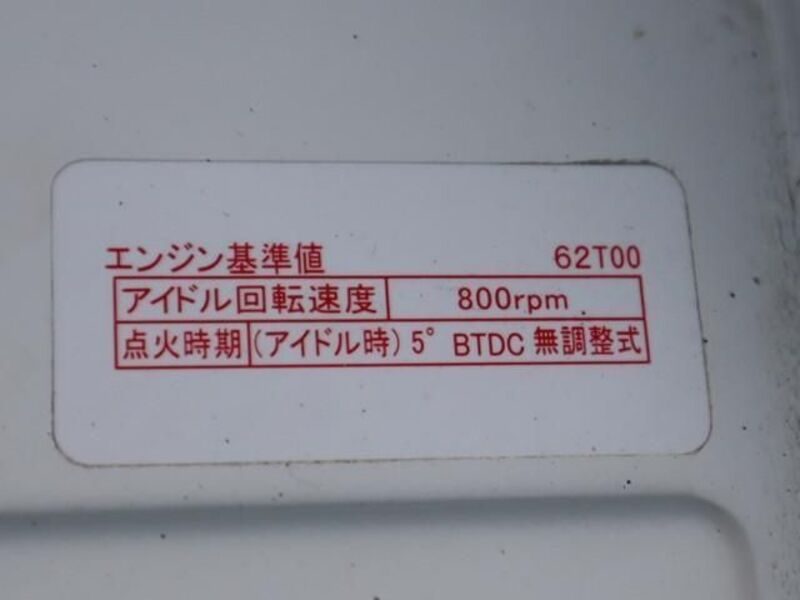 エンジン基準値 62T00
アイドル回転速度 800rpm
点火時期 (アイドル時) 5° BTDC 無調整式